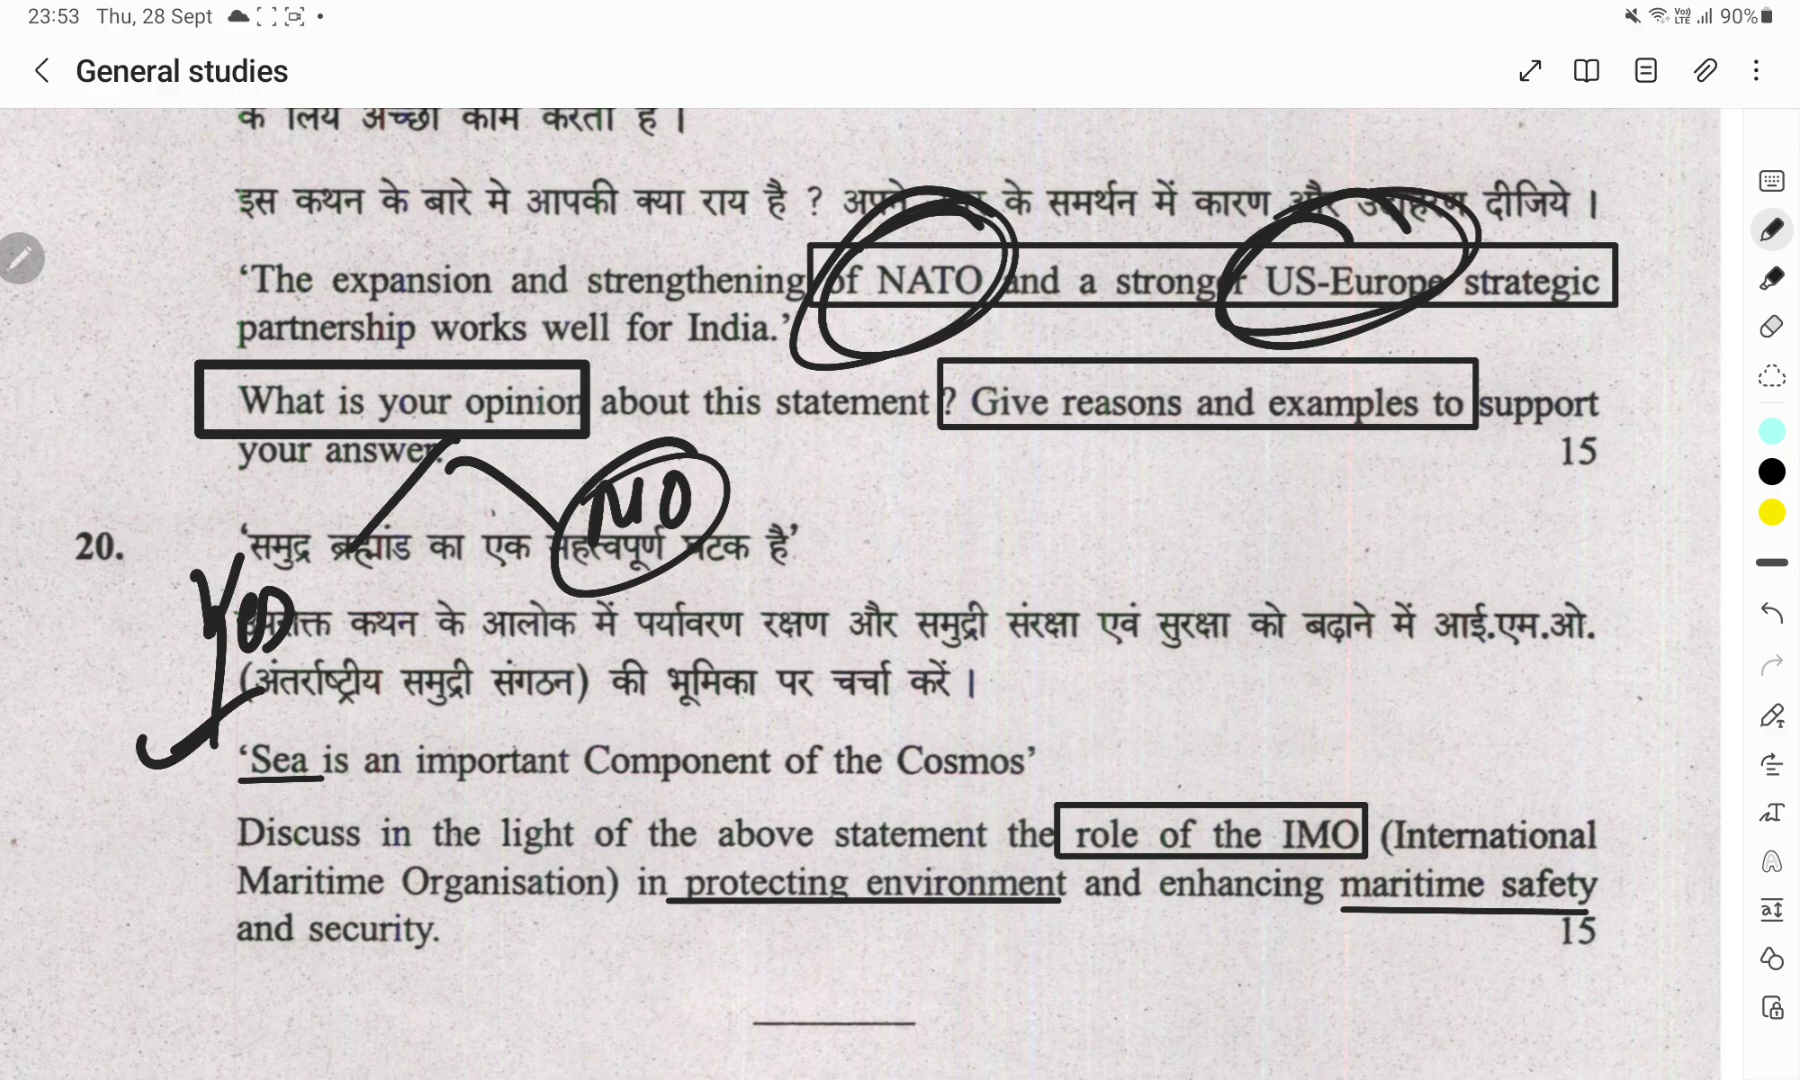 23:53 Thu, 28 Sept
90%
General studies
के लिये अच्छा काम करता है ।
इस कथन के बारे मे आपकी क्या राय है ? अपने के समर्थन में कारण और उदाहरण दीजिये ।
‘The expansion and strengthening of NATO and a stronger US-Europe strategic
partnership works well for India.’
What is your opinion about this statement ? Give reasons and examples to support
your answer.
15
NO
20.
‘समुद्र ब्रह्मांड का एक महत्वपूर्ण घटक है’
उपरोक्त कथन के आलोक में पर्यावरण रक्षण और समुद्री संरक्षा एवं सुरक्षा को बढ़ाने में आई.एम.ओ.
(अंतर्राष्ट्रीय समुद्री संगठन) की भूमिका पर चर्चा करें ।
‘Sea is an important Component of the Cosmos’
Discuss in the light of the above statement the role of the IMO (International
Maritime Organisation) in protecting environment and enhancing maritime safety
and security.
15